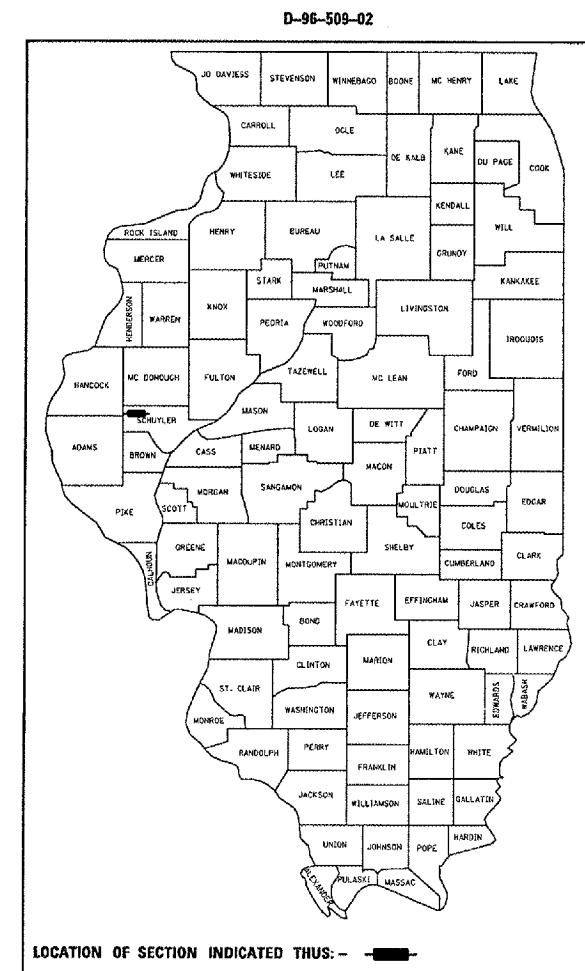 D-96-509-02
JO DAVIESS STEVENSON WINNEBAGO BOONE MC HENRY LAKE
CARROLL OGLE DE KALB KANE DU PAGE COOK
WHITESIDE LEE
KENDALL WILL
ROCK ISLAND HENRY BUREAU LA SALLE GRUNDY
MERCER PUTNAM
STARK MARSHALL KANKAKEE
HENDERSON WARREN KNOX PEORIA WOODFORD LIVINGSTON IROQUOIS
HANCOCK MC DONOUGH FULTON TAZEWELL MC LEAN FORD
MASON
SCHUYLER LOGAN DE WITT CHAMPAIGN VERMILION
ADAMS BROWN CASS MENARD MACON PIATT
PIKE SCOTT MORGAN SANGAMON MOULTRIE DOUGLAS EDGAR
CHRISTIAN COLES
GREENE MACOUPIN MONTGOMERY SHELBY CUMBERLAND CLARK
CALHOUN JERSEY FAYETTE EFFINGHAM JASPER CRAWFORD
MADISON BOND
CLAY RICHLAND LAWRENCE
CLINTON MARION
ST. CLAIR WAYNE EDWARDS WABASH
MONROE WASHINGTON JEFFERSON
RANDOLPH PERRY HAMILTON WHITE
FRANKLIN
JACKSON WILLIAMSON SALINE GALLATIN
UNION JOHNSON POPE HARDIN
ALEXANDER PULASKI MASSAC
LOCATION OF SECTION INDICATED THUS: -